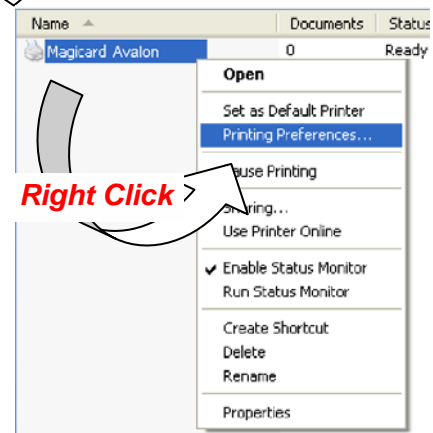 Name Documents Status
Magicard Avalon 0 Ready
Open
Set as Default Printer
Printing Preferences...
Pause Printing
Right Click
Sharing...
Use Printer Online
Enable Status Monitor
Run Status Monitor
Create Shortcut
Delete
Rename
Properties